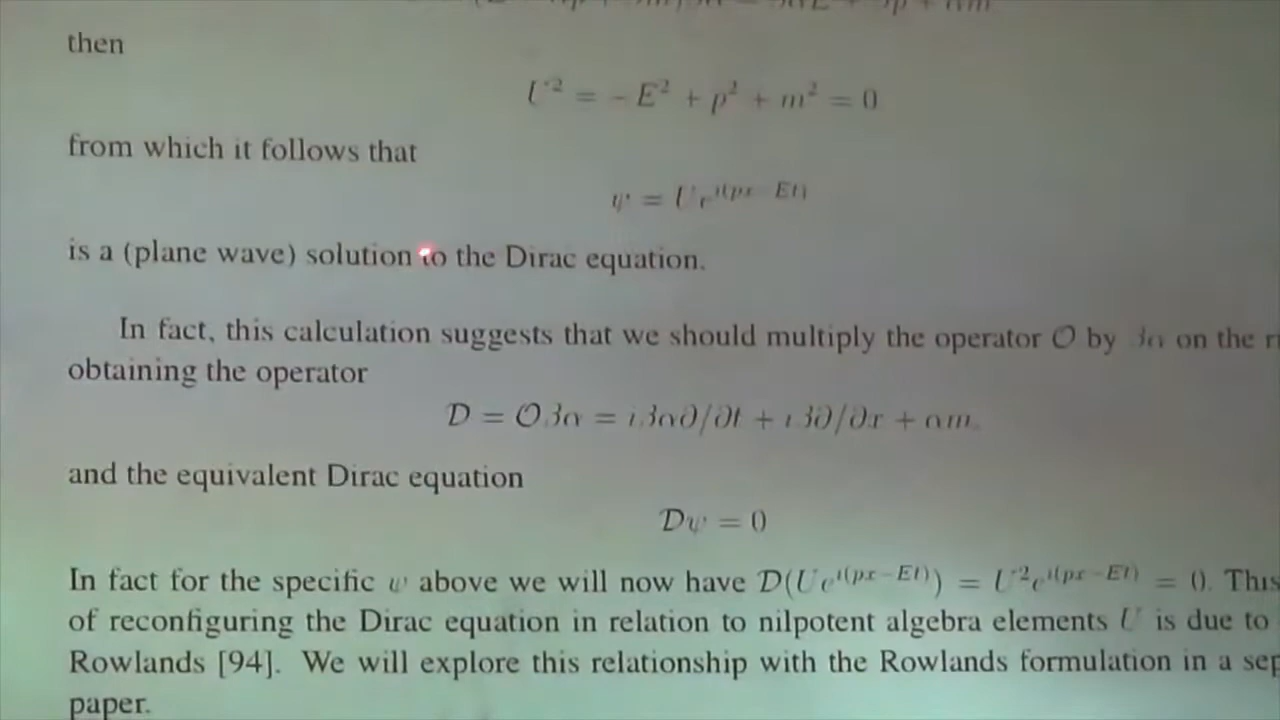 then
U² = −E² + p² + m² = 0
from which it follows that
ψ = Ue^{i(px−Et)}
is a (plane wave) solution to the Dirac equation.
In fact, this calculation suggests that we should multiply the operator 𝒪 by βα on the
obtaining the operator
𝒟 = 𝒪βα = iβα∂/∂t + iβ∂/∂x + αm.
and the equivalent Dirac equation
𝒟ψ = 0
In fact for the specific ψ above we will now have 𝒟(Ue^{i(px−Et)}) = U²e^{i(px−Et)} = 0. This
of reconfiguring the Dirac equation in relation to nilpotent algebra elements U is due to
Rowlands [94]. We will explore this relationship with the Rowlands formulation in a sep
paper.